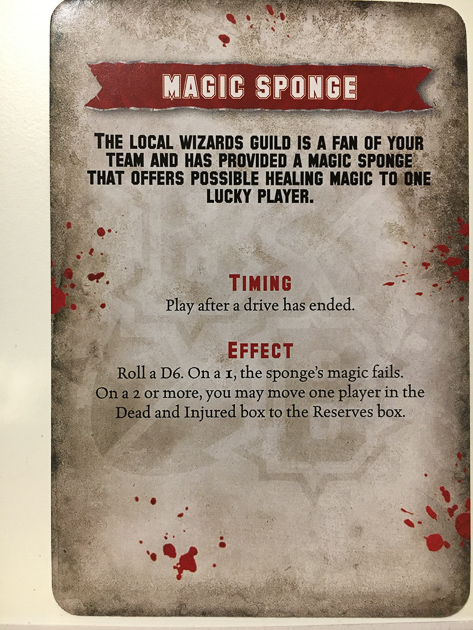 MAGIC SPONGE
THE LOCAL WIZARDS GUILD IS A FAN OF YOUR
TEAM AND HAS PROVIDED A MAGIC SPONGE
THAT OFFERS POSSIBLE HEALING MAGIC TO ONE
LUCKY PLAYER.
TIMING
Play after a drive has ended.
EFFECT
Roll a D6. On a 1, the sponge's magic fails.
On a 2 or more, you may move one player in the
Dead and Injured box to the Reserves box.